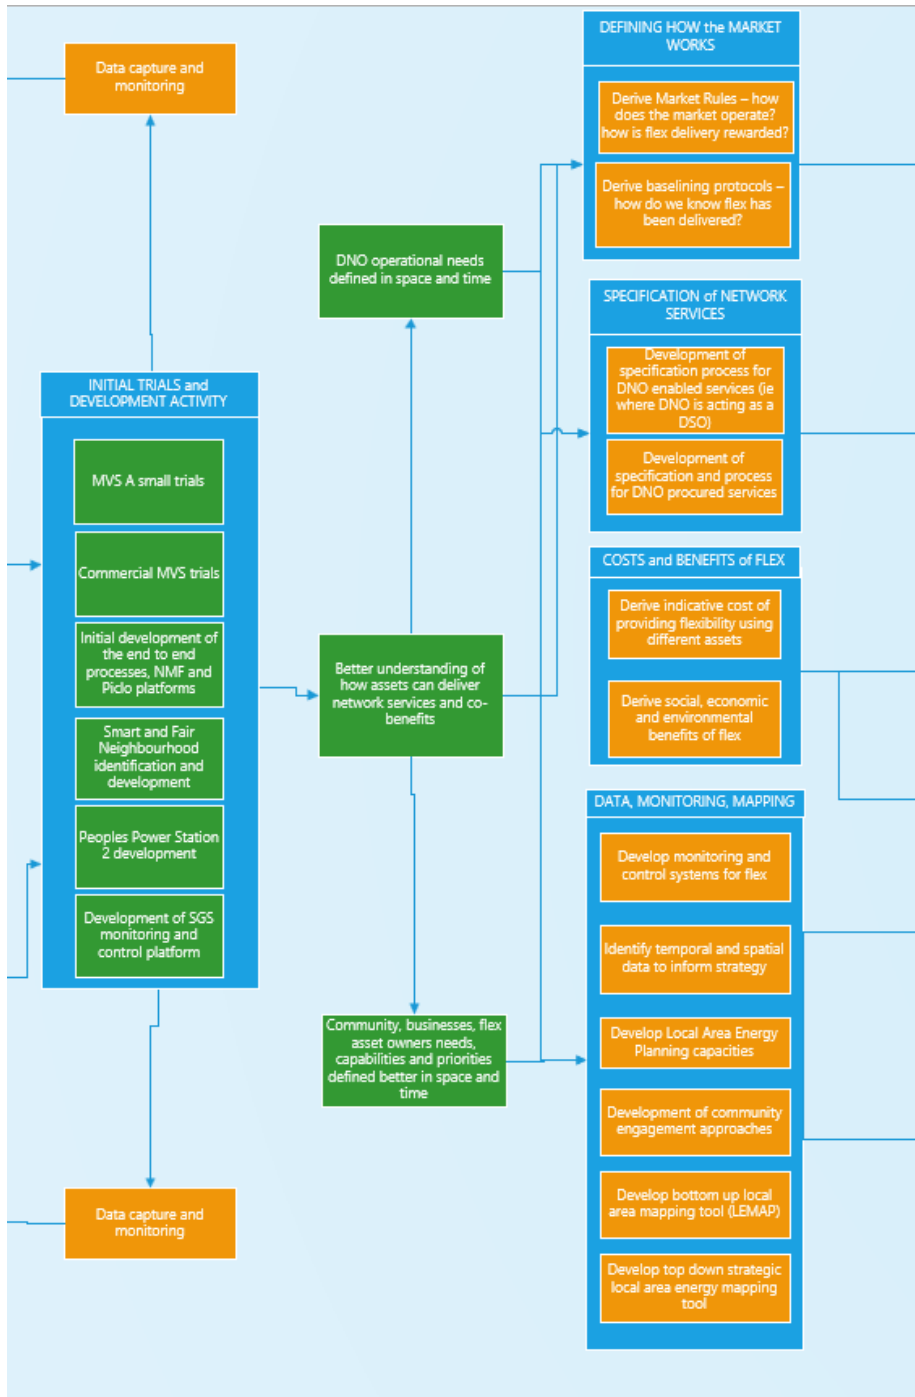 Data capture and
monitoring
INITIAL TRIALS and
DEVELOPMENT ACTIVITY
MVS A small trials
Commercial MVS trials
Initial development of
the end to end
processes, NMF and
Piclo platforms
Smart and Fair
Neighbourhood
identification and
development
Peoples Power Station
2 development
Development of SGS
monitoring and
control platform
Data capture and
monitoring
DNO operational needs
defined in space and time
Better understanding of
how assets can deliver
network services and co-
benefits
Community, businesses, flex
asset owners needs,
capabilities and priorities
defined better in space and
time
DEFINING HOW the MARKET
WORKS
Derive Market Rules – how
does the market operate?
how is flex delivery rewarded?
Derive baselining protocols –
how do we know flex has
been delivered?
SPECIFICATION of NETWORK
SERVICES
Development of
specification process for
DNO enabled services (ie
where DNO is acting as a
DSO)
Development of
specification and process
for DNO procured services
COSTS and BENEFITS of FLEX
Derive indicative cost of
providing flexibility using
different assets
Derive social, economic
and environmental
benefits of flex
DATA, MONITORING, MAPPING
Develop monitoring and
control systems for flex
Identify temporal and spatial
data to inform strategy
Develop Local Area Energy
Planning capacities
Development of community
engagement approaches
Develop bottom up local
area mapping tool (LEMAP)
Develop top down strategic
local area energy mapping
tool